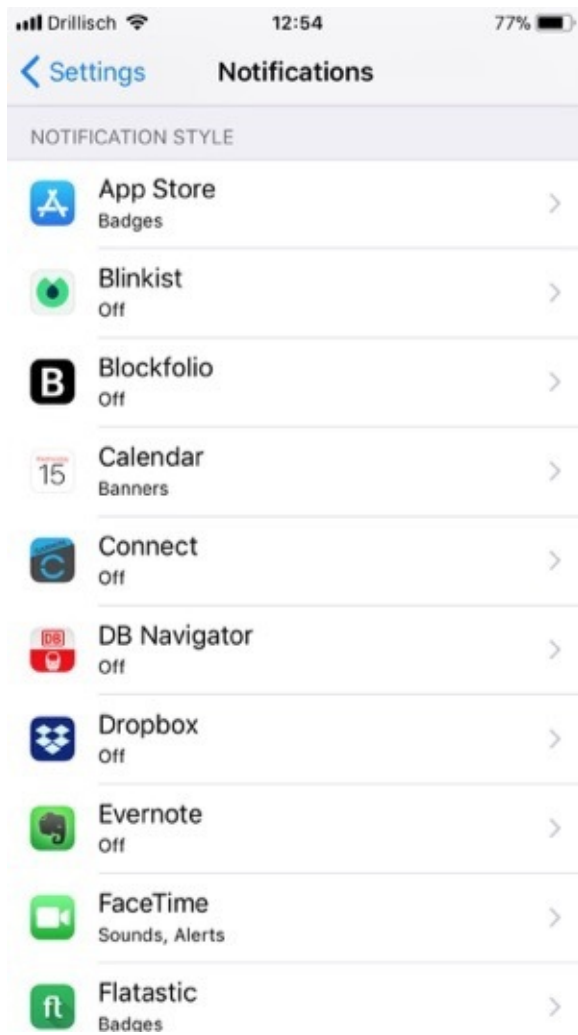 Drillisch 12:54 77%
Settings Notifications
NOTIFICATION STYLE
App Store
Badges
Blinkist
Off
B Blockfolio
Off
15 Calendar
Banners
Connect
Off
DB DB Navigator
Off
Dropbox
Off
Evernote
Off
FaceTime
Sounds, Alerts
ft Flatastic
Badges